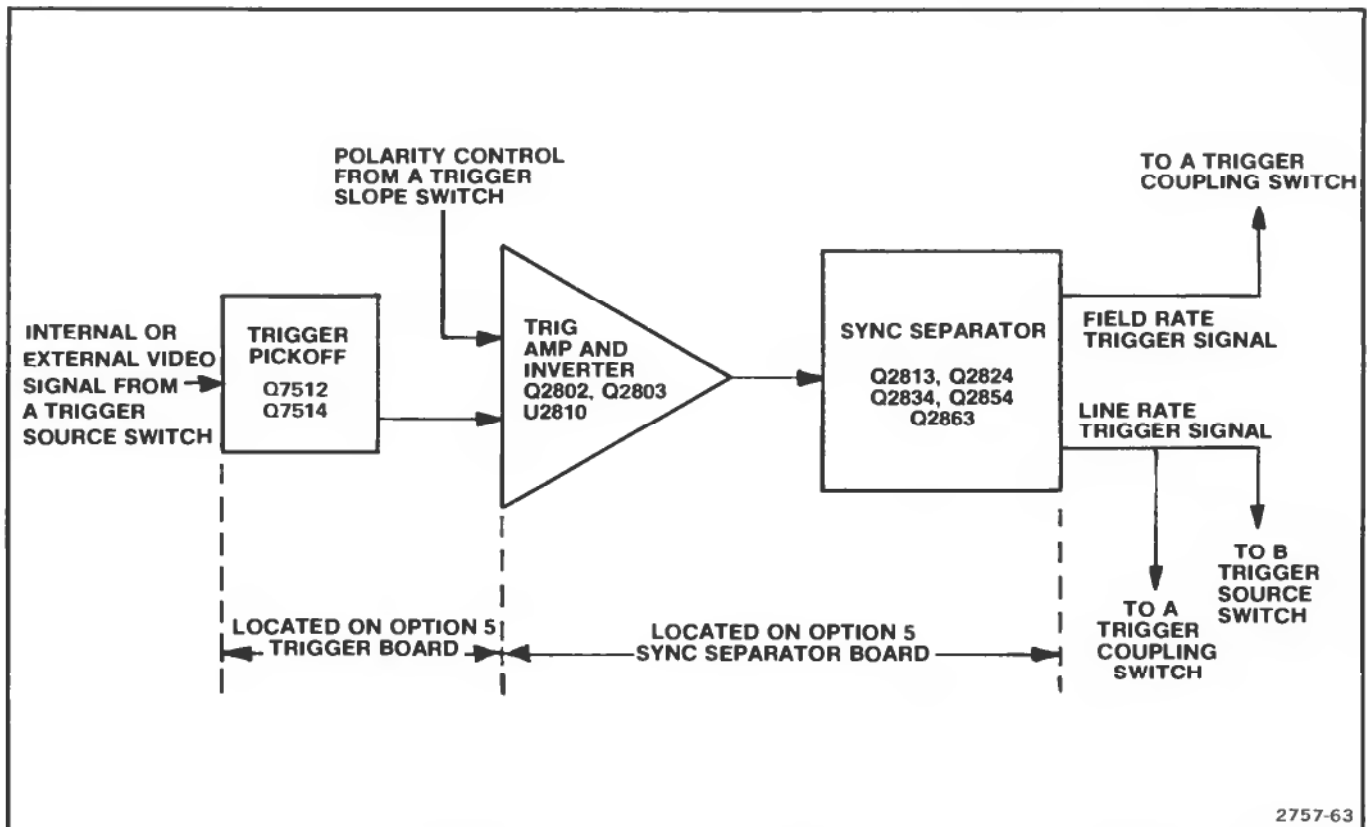 POLARITY CONTROL
FROM A TRIGGER
SLOPE SWITCH
TO A TRIGGER
COUPLING SWITCH
INTERNAL OR
EXTERNAL VIDEO
SIGNAL FROM
A TRIGGER
SOURCE SWITCH
TRIGGER
PICKOFF
Q7512
Q7514
TRIG
AMP AND
INVERTER
Q2802, Q2803
U2810
SYNC SEPARATOR
Q2813, Q2824
Q2834, Q2854
Q2863
FIELD RATE
TRIGGER SIGNAL
LINE RATE
TRIGGER SIGNAL
TO B
TRIGGER
SOURCE
SWITCH
TO A
TRIGGER
COUPLING
SWITCH
LOCATED ON OPTION 5
TRIGGER BOARD
LOCATED ON OPTION 5
SYNC SEPARATOR BOARD
2757-63